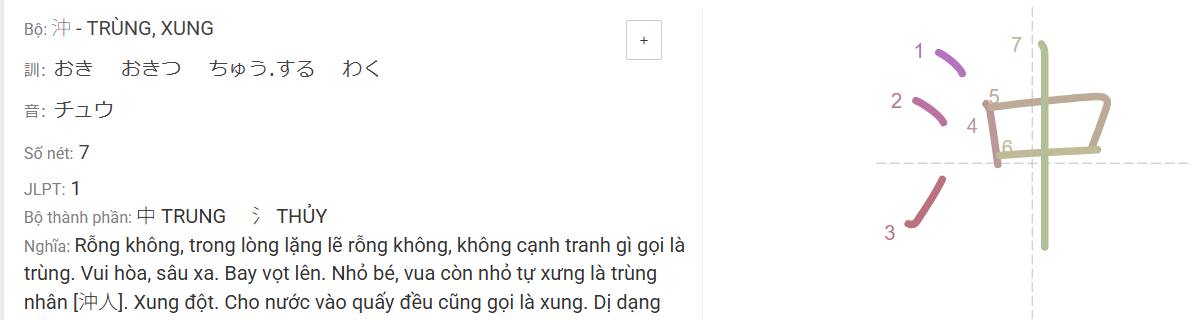 Bộ: 沖 - TRÙNG, XUNG
+
訓: おき おきつ ちゅう.する わく
音: チュウ
Số nét: 7
JLPT: 1
Bộ thành phần: 中 TRUNG 氵 THỦY
Nghĩa: Rỗng không, trong lòng lặng lẽ rỗng không, không cạnh tranh gì gọi là
trùng. Vui hòa, sâu xa. Bay vọt lên. Nhỏ bé, vua còn nhỏ tự xưng là trùng
nhân [沖人]. Xung đột. Cho nước vào quấy đều cũng gọi là xung. Dị dạng
1
2
3
4
5
6
7